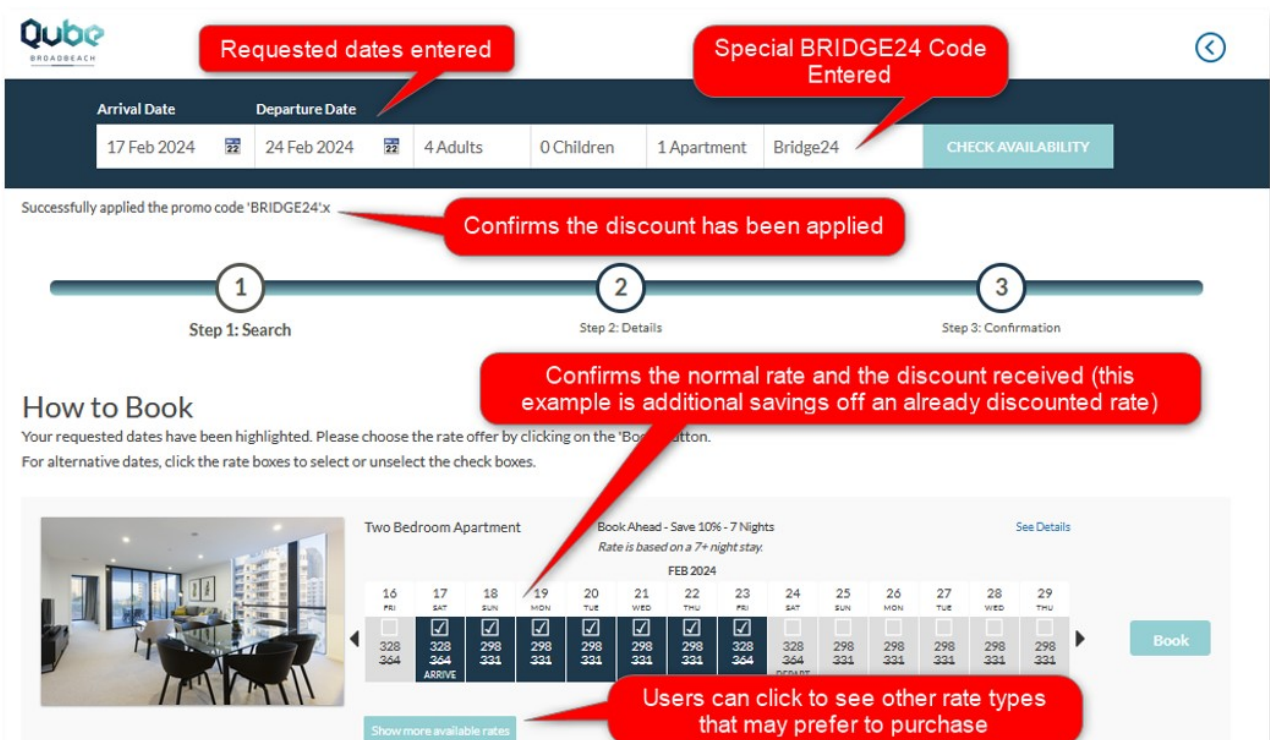 Qube
BROADBEACH
Requested dates entered
Special BRIDGE24 Code
Entered
Arrival Date Departure Date
17 Feb 2024 22 24 Feb 2024 22 4 Adults 0 Children 1 Apartment Bridge24 CHECK AVAILABILITY
Successfully applied the promo code 'BRIDGE24'.x
Confirms the discount has been applied
1 2 3
Step 1: Search Step 2: Details Step 3: Confirmation
Confirms the normal rate and the discount received (this
example is additional savings off an already discounted rate)
How to Book
Your requested dates have been highlighted. Please choose the rate offer by clicking on the 'Boo utton.
For alternative dates, click the rate boxes to select or unselect the check boxes.
Two Bedroom Apartment Book Ahead - Save 10% - 7 Nights See Details
Rate is based on a 7+ night stay.
FEB 2024
16 17 18 19 20 21 22 23 24 25 26 27 28 29
FRI SAT SUN MON TUE WED THU FRI SAT SUN MON TUE WED THU
328 328 298 298 298 298 298 328 328 298 298 298 298 298
364 364 331 331 331 331 331 364 364 331 331 331 331 331
ARRIVE DEPART
Book
Users can click to see other rate types
that may prefer to purchase
Show more available rates